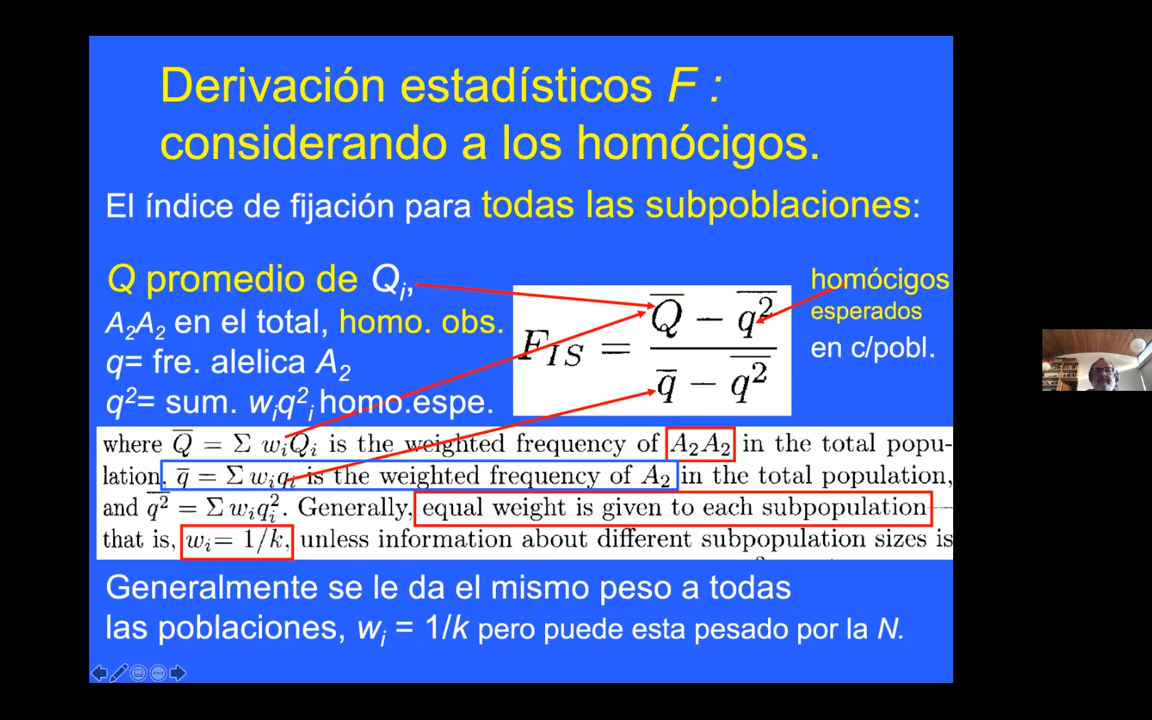 Derivación estadísticos F :
considerando a los homócigos.
El índice de fijación para todas las subpoblaciones:
Q promedio de Qi,
A2A2 en el total, homo. obs.
q= fre. alelica A2
q2= sum. wiq2i homo.espe.
F_IS = (Q̅ − q²̅) / (q̅ − q²̅)
homócigos
esperados
en c/pobl.
where Q̅ = Σ wiQi is the weighted frequency of A2A2 in the total popu-
lation, q̅ = Σ wiqi is the weighted frequency of A2 in the total population,
and q²̅ = Σ wiqi². Generally, equal weight is given to each subpopulation
that is, wi= 1/k, unless information about different subpopulation sizes is
Generalmente se le da el mismo peso a todas
las poblaciones, wi = 1/k pero puede esta pesado por la N.